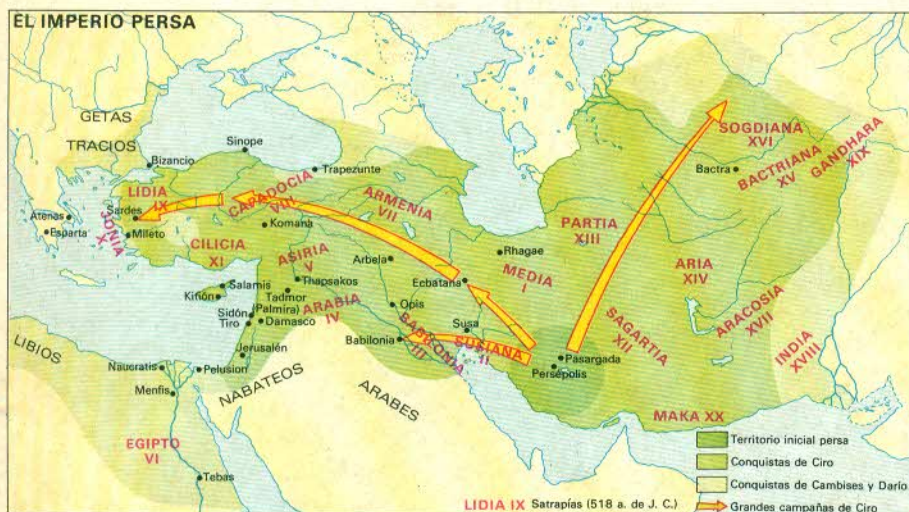 EL IMPERIO PERSA
GETAS
TRACIOS
Bizancio
Sinope
Trapezunte
LIDIA
IX
Sardes
Atenas
Esparta
JONIA
X
Mileto
CAPADOCIA
VIII
Komana
ARMENIA
VII
CILICIA
XI
ASIRIA
V
Arbela
Thapsakos
Salamis
Kitión
Tadmor
(Palmira)
ARABIA
IV
Sidón
Tiro
Damasco
Jerusalén
Opis
Babilonia
BABILONIA
III
Ecbatana
MEDIA
I
Rhagae
Susa
SUSIANA
II
PARTIA
XIII
SOGDIANA
XVI
Bactra
BACTRIANA
XV
GANDHARA
XIX
ARIA
XIV
ARACOSIA
XVII
SAGARTIA
XII
INDIA
XVIII
Pasargada
Persépolis
MAKA XX
LIBIOS
Naucratis
Pelusion
Menfis
NABATEOS
ARABES
EGIPTO
VI
Tebas
Territorio inicial persa
Conquistas de Ciro
Conquistas de Cambises y Darío
LIDIA IX Satrapías (518 a. de J. C.)
Grandes campañas de Ciro